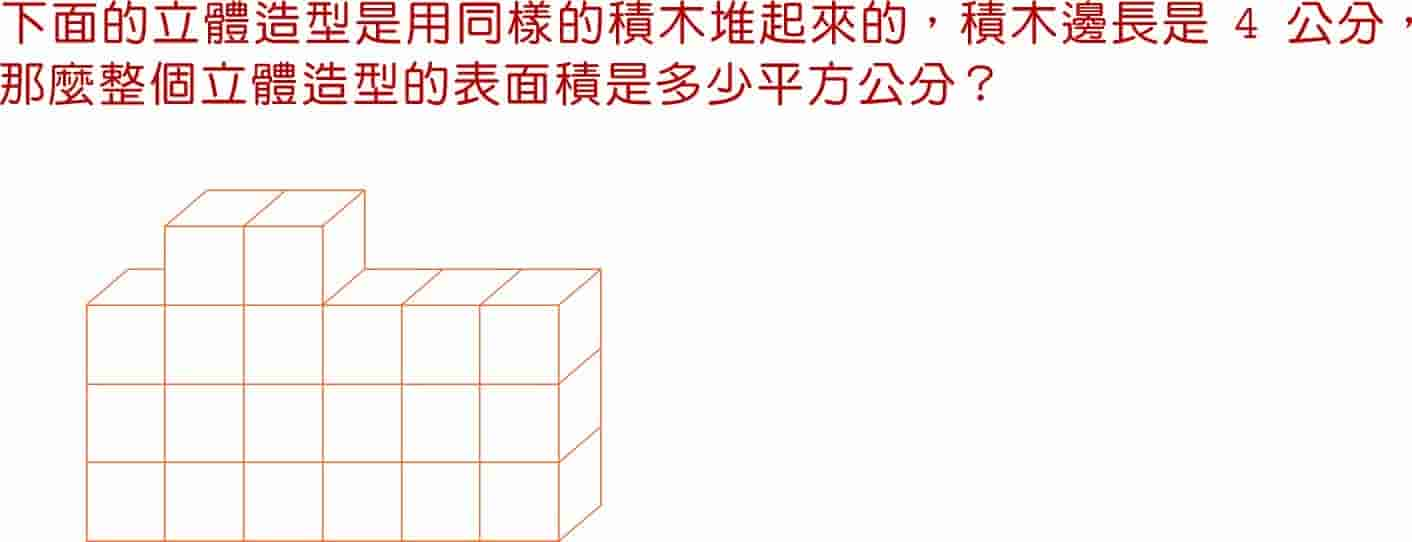 下面的立體造型是用同樣的積木堆起來的，積木邊長是 4 公分，
那麼整個立體造型的表面積是多少平方公分？